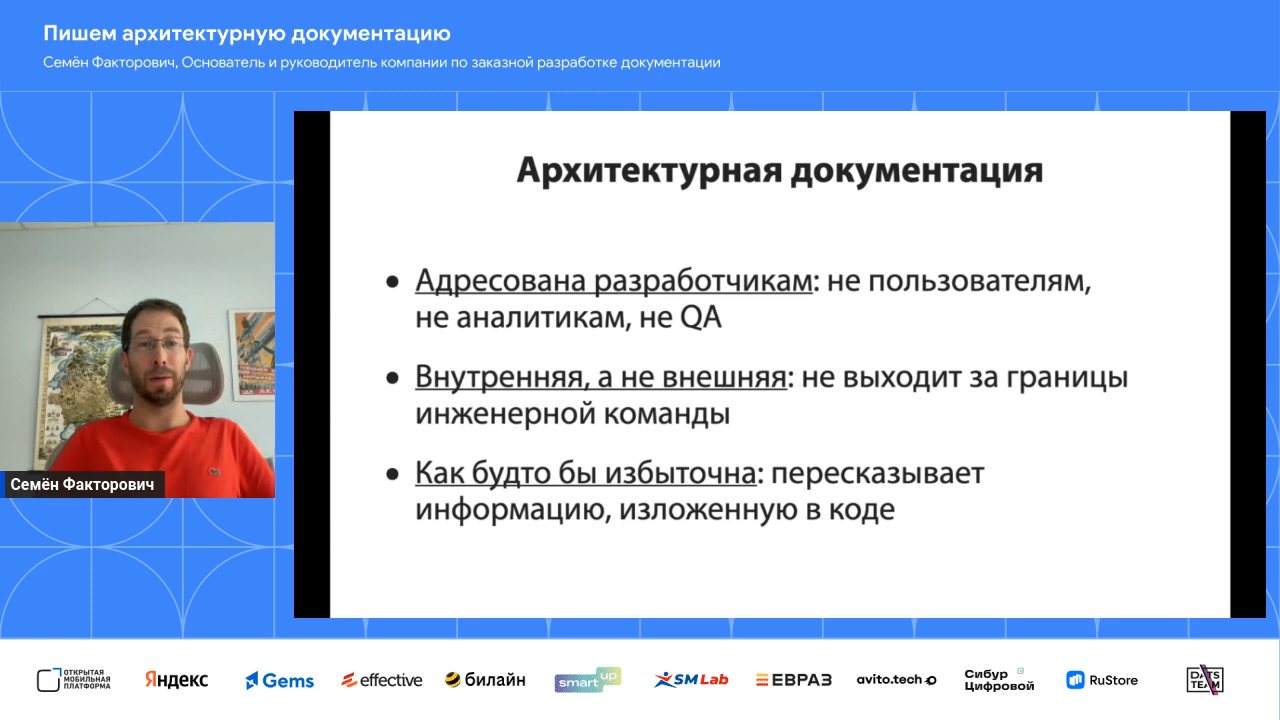 Пишем архитектурную документацию
Семён Факторович, Основатель и руководитель компании по заказной разработке документации
Архитектурная документация
• Адресована разработчикам: не пользователям,
не аналитикам, не QA
• Внутренняя, а не внешняя: не выходит за границы
инженерной команды
• Как будто бы избыточна: пересказывает
информацию, изложенную в коде
Семён Факторович
ОТКРЫТАЯ
МОБИЛЬНАЯ
ПЛАТФОРМА
Яндекс
Gems
effective
билайн
smart up
SM Lab
ЕВРАЗ
avito.tech
Сибур
Цифровой
RuStore
DATS
TEAM